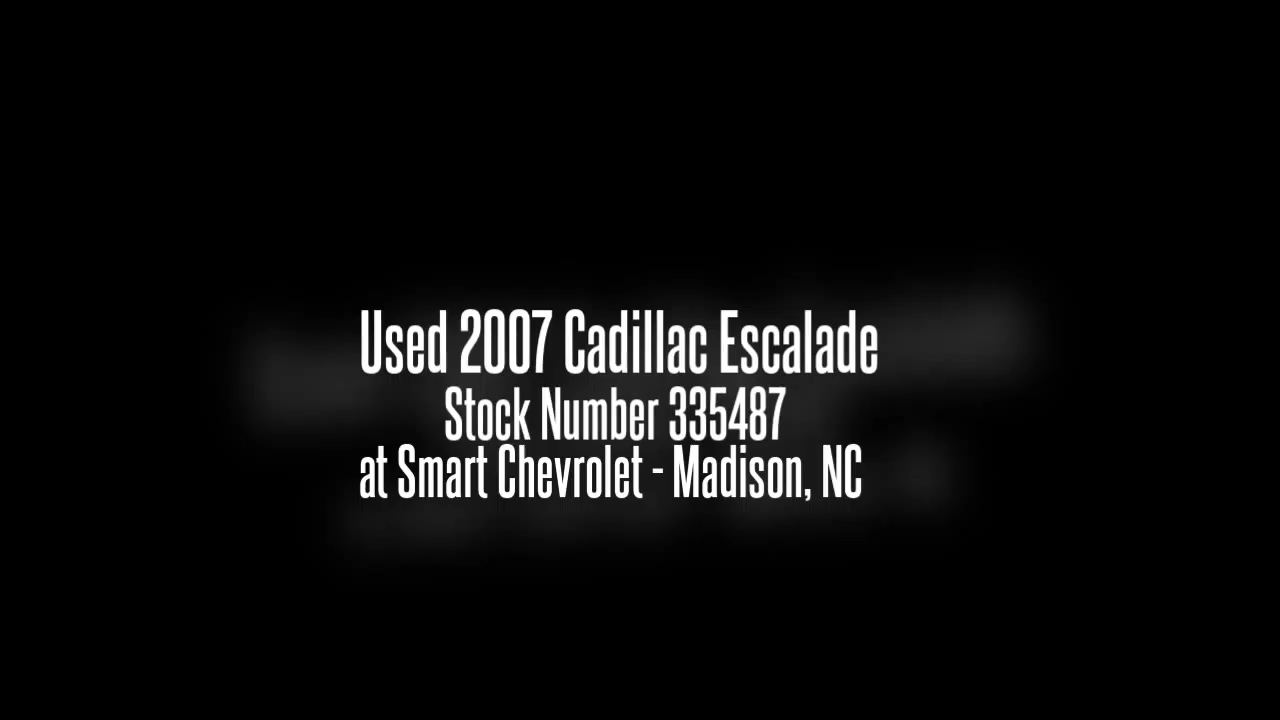 Used 2007 Cadillac Escalade
Stock Number 335487
at Smart Chevrolet - Madison, NC